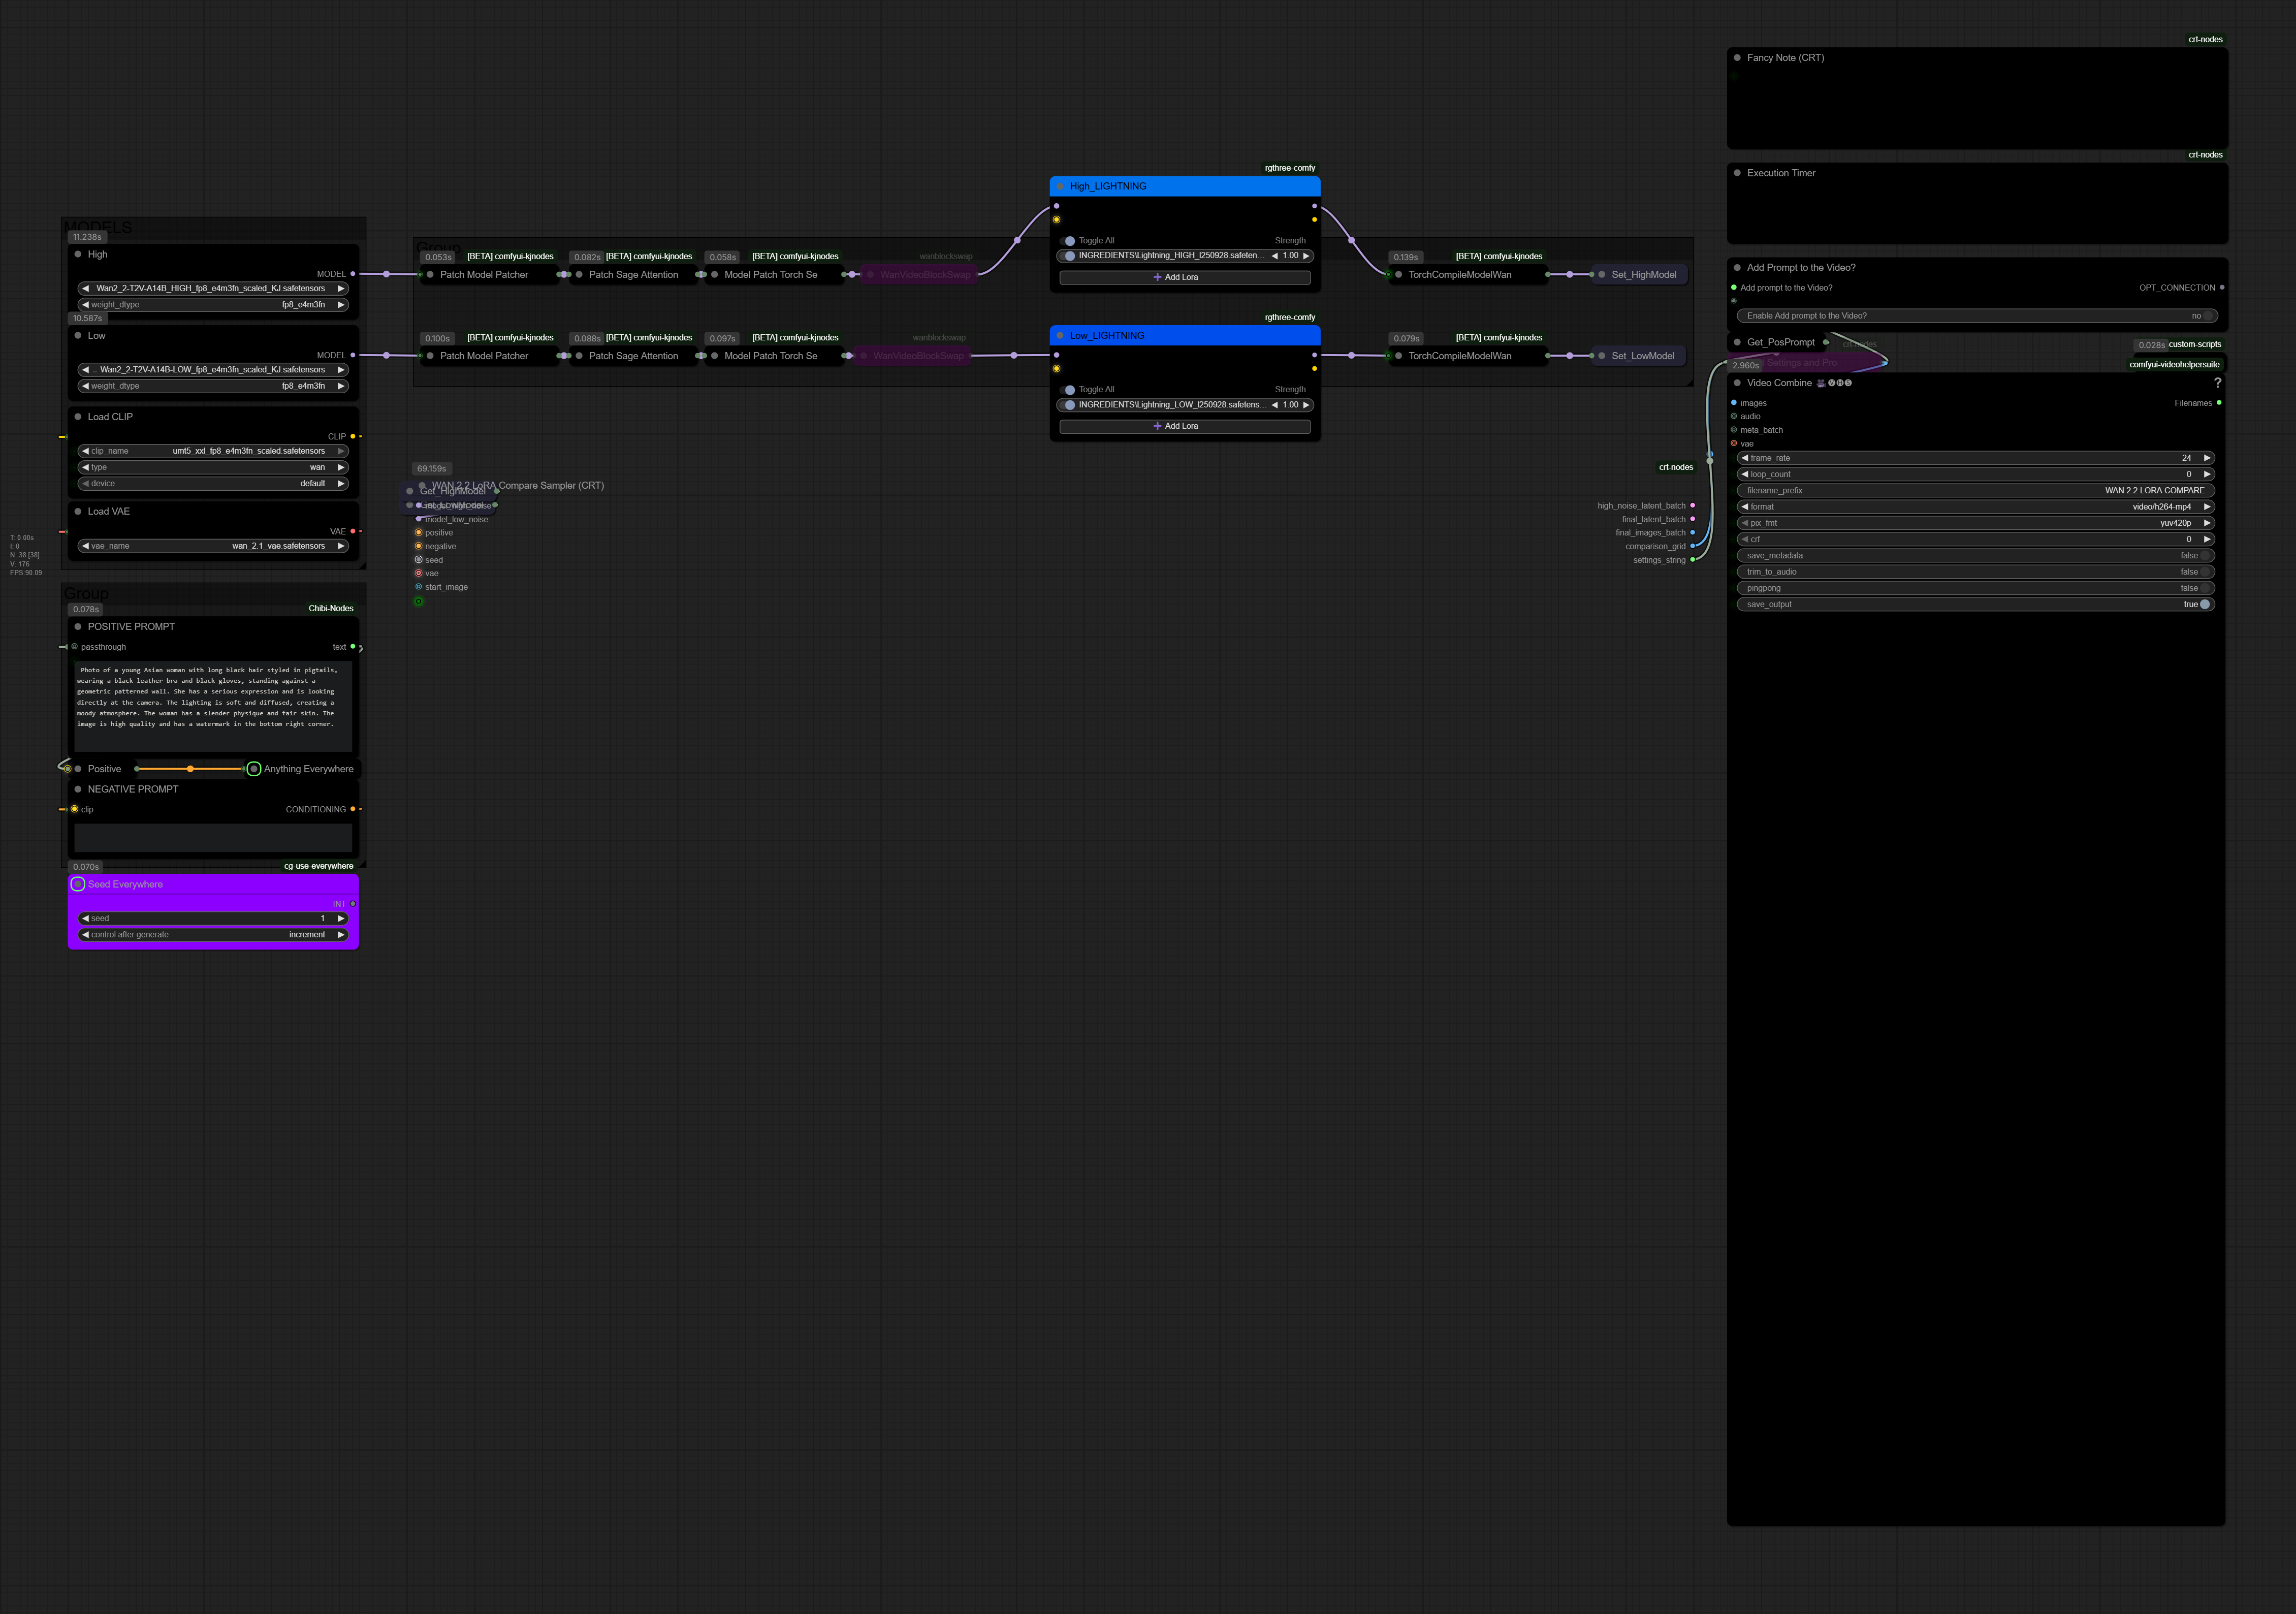 crt-nodes
Fancy Note (CRT)
crt-nodes
Execution Timer
rgthree-comfy
High_LIGHTNING
Toggle All
Strength
INGREDIENTS\Lightning_HIGH_I250928.safeten...
1.00
Add Lora
MODELS
11.238s
High
MODEL
Wan2_2-T2V-A14B_HIGH_fp8_e4m3fn_scaled_KJ.safetensors
weight_dtype
fp8_e4m3fn
10.587s
Low
MODEL
.. Wan2_2-T2V-A14B-LOW_fp8_e4m3fn_scaled_KJ.safetensors
weight_dtype
fp8_e4m3fn
Load CLIP
CLIP
clip_name
umt5_xxl_fp8_e4m3fn_scaled.safetensors
type
wan
device
default
Load VAE
VAE
vae_name
wan_2.1_vae.safetensors
T: 0.00s
I: 0
N: 38 [38]
V: 176
FPS:90.09
Group
0.053s
[BETA] comfyui-kjnodes
Patch Model Patcher
0.082s
[BETA] comfyui-kjnodes
Patch Sage Attention
0.058s
[BETA] comfyui-kjnodes
Model Patch Torch Se
wanblockswap
WanVideoBlockSwap
0.139s
[BETA] comfyui-kjnodes
TorchCompileModelWan
Set_HighModel
0.100s
[BETA] comfyui-kjnodes
Patch Model Patcher
0.088s
[BETA] comfyui-kjnodes
Patch Sage Attention
0.097s
[BETA] comfyui-kjnodes
Model Patch Torch Se
wanblockswap
WanVideoBlockSwap
rgthree-comfy
Low_LIGHTNING
Toggle All
Strength
INGREDIENTS\Lightning_LOW_I250928.safetens...
1.00
Add Lora
0.079s
[BETA] comfyui-kjnodes
TorchCompileModelWan
Set_LowModel
69.159s
WAN 2.2 LoRA Compare Sampler (CRT)
Get_HighModel
model_low_noise
positive
negative
seed
vae
start_image
crt-nodes
high_noise_latent_batch
final_latent_batch
final_images_batch
comparison_grid
settings_string
Group
0.078s
Chibi-Nodes
POSITIVE PROMPT
passthrough
text
Photo of a young Asian woman with long black hair styled in pigtails,
wearing a black leather bra and black gloves, standing against a
geometric patterned wall. She has a serious expression and is looking
directly at the camera. The lighting is soft and diffused, creating a
moody atmosphere. The woman has a slender physique and fair skin. The
image is high quality and has a watermark in the bottom right corner.
Positive
Anything Everywhere
NEGATIVE PROMPT
clip
CONDITIONING
0.070s
cg-use-everywhere
Seed Everywhere
INT
seed
1
control after generate
increment
Add Prompt to the Video?
Add prompt to the Video?
OPT_CONNECTION
Enable Add prompt to the Video?
no
Get_PosPrompt
crt-nodes
0.028s
custom-scripts
Settings and Pro
2.960s
comfyui-videohelpersuite
Video Combine
?
images
Filenames
audio
meta_batch
vae
frame_rate
24
loop_count
0
filename_prefix
WAN 2.2 LORA COMPARE
format
video/h264-mp4
pix_fmt
yuv420p
crf
0
save_metadata
false
trim_to_audio
false
pingpong
false
save_output
true